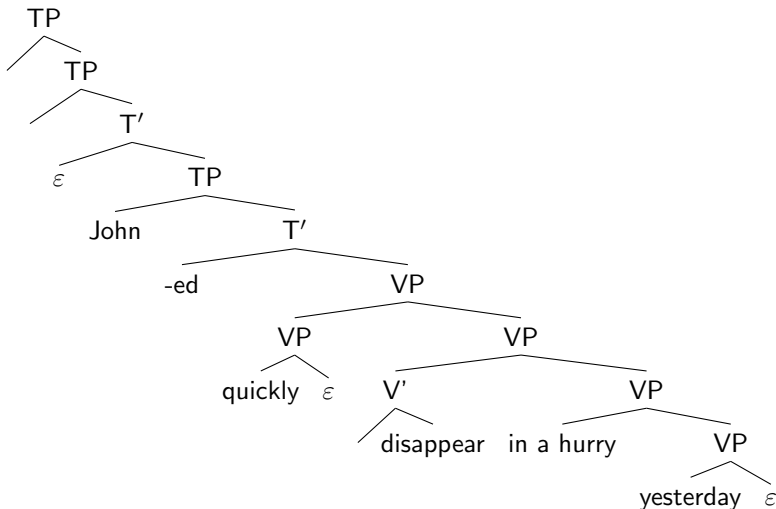 TP
TP
T′
ε TP
John T′
-ed VP
VP VP
quickly ε V' VP
disappear in a hurry VP
yesterday ε